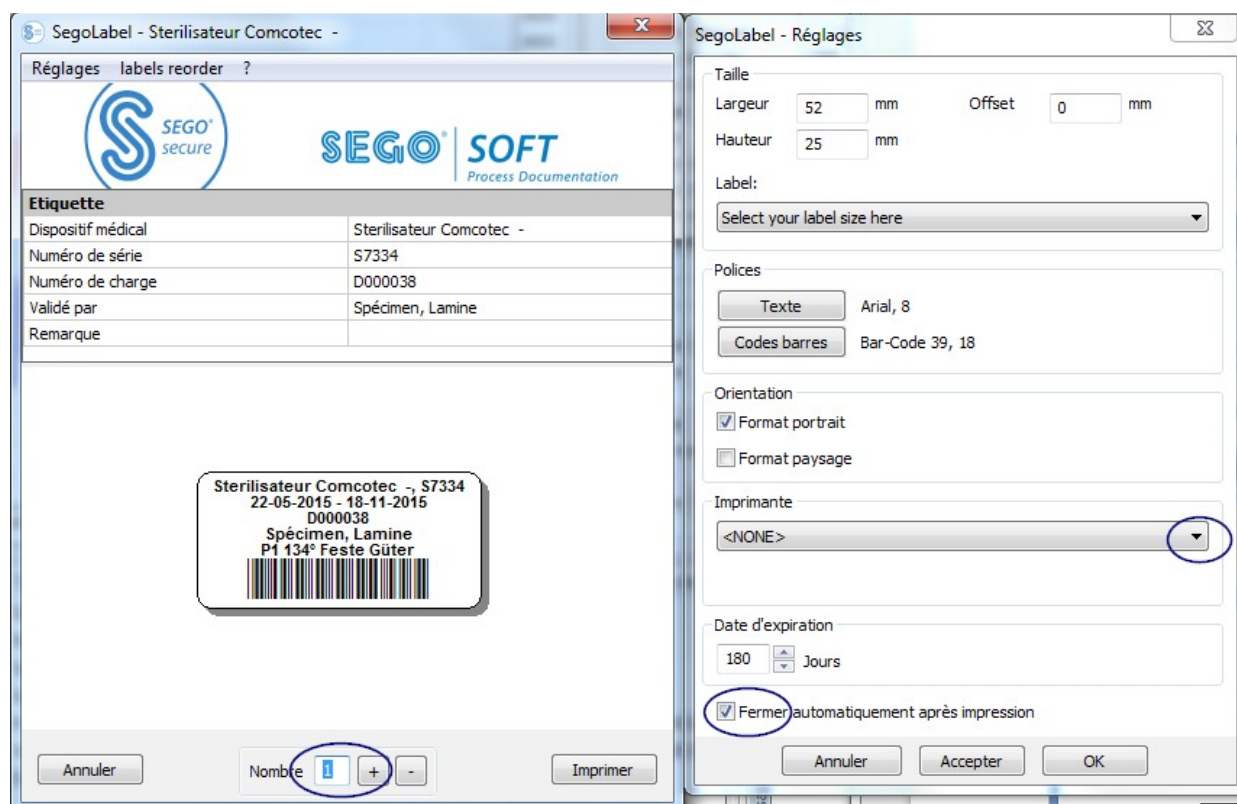 SegoLabel - Sterilisateur Comcotec -
Réglages labels reorder ?
SEGO®
secure
SEGO® SOFT
Process Documentation
Etiquette
Dispositif médical Sterilisateur Comcotec -
Numéro de série S7334
Numéro de charge D000038
Validé par Spécimen, Lamine
Remarque
Sterilisateur Comcotec -, S7334
22-05-2015 - 18-11-2015
D000038
Spécimen, Lamine
P1 134° Feste Güter
Annuler Nombre 1 + - Imprimer
SegoLabel - Réglages
Taille
Largeur 52 mm Offset 0 mm
Hauteur 25 mm
Label:
Select your label size here
Polices
Texte Arial, 8
Codes barres Bar-Code 39, 18
Orientation
Format portrait
Format paysage
Imprimante
<NONE>
Date d'expiration
180 Jours
Fermer automatiquement après impression
Annuler Accepter OK